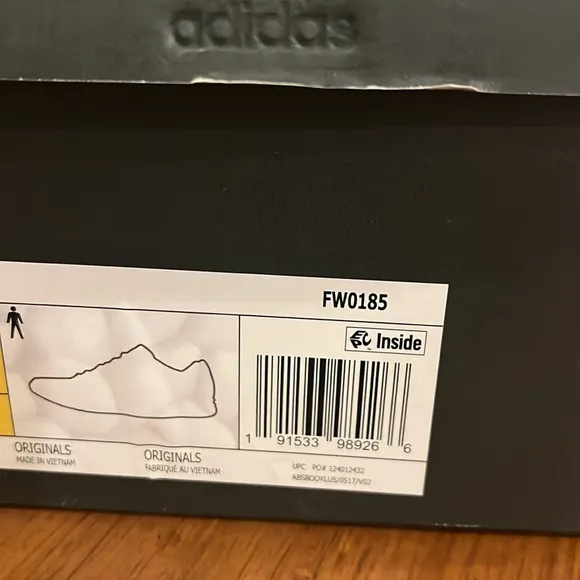 adidas
FW0185
Inside
1 91533 98926 6
ORIGINALS
MADE IN VIETNAM
ORIGINALS
FABRIQUÉ AU VIETNAM
UPC PO# 124012432
ABSBOOYLUS/0517/V02